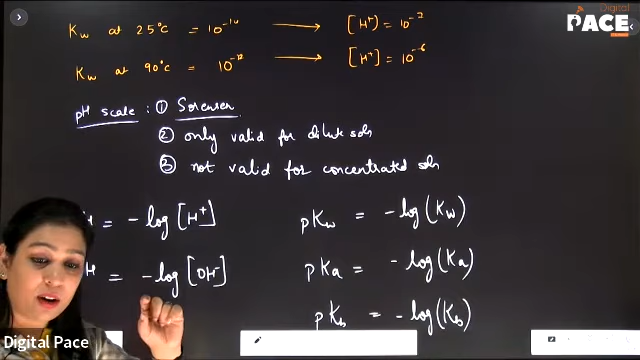 Digital
PACE
Kw at 25°c = 10⁻¹⁴ → [H⁺] = 10⁻⁷
Kw at 90°c = 10⁻¹² → [H⁺] = 10⁻⁶
pH scale : ① Sorensen
② only valid for dilute soln
③ not valid for concentrated soln
H = - log [H⁺] pKw = - log (Kw)
H = - log [OH⁻] pKa = - log (Ka)
pKb = - log (Kb)
Digital Pace